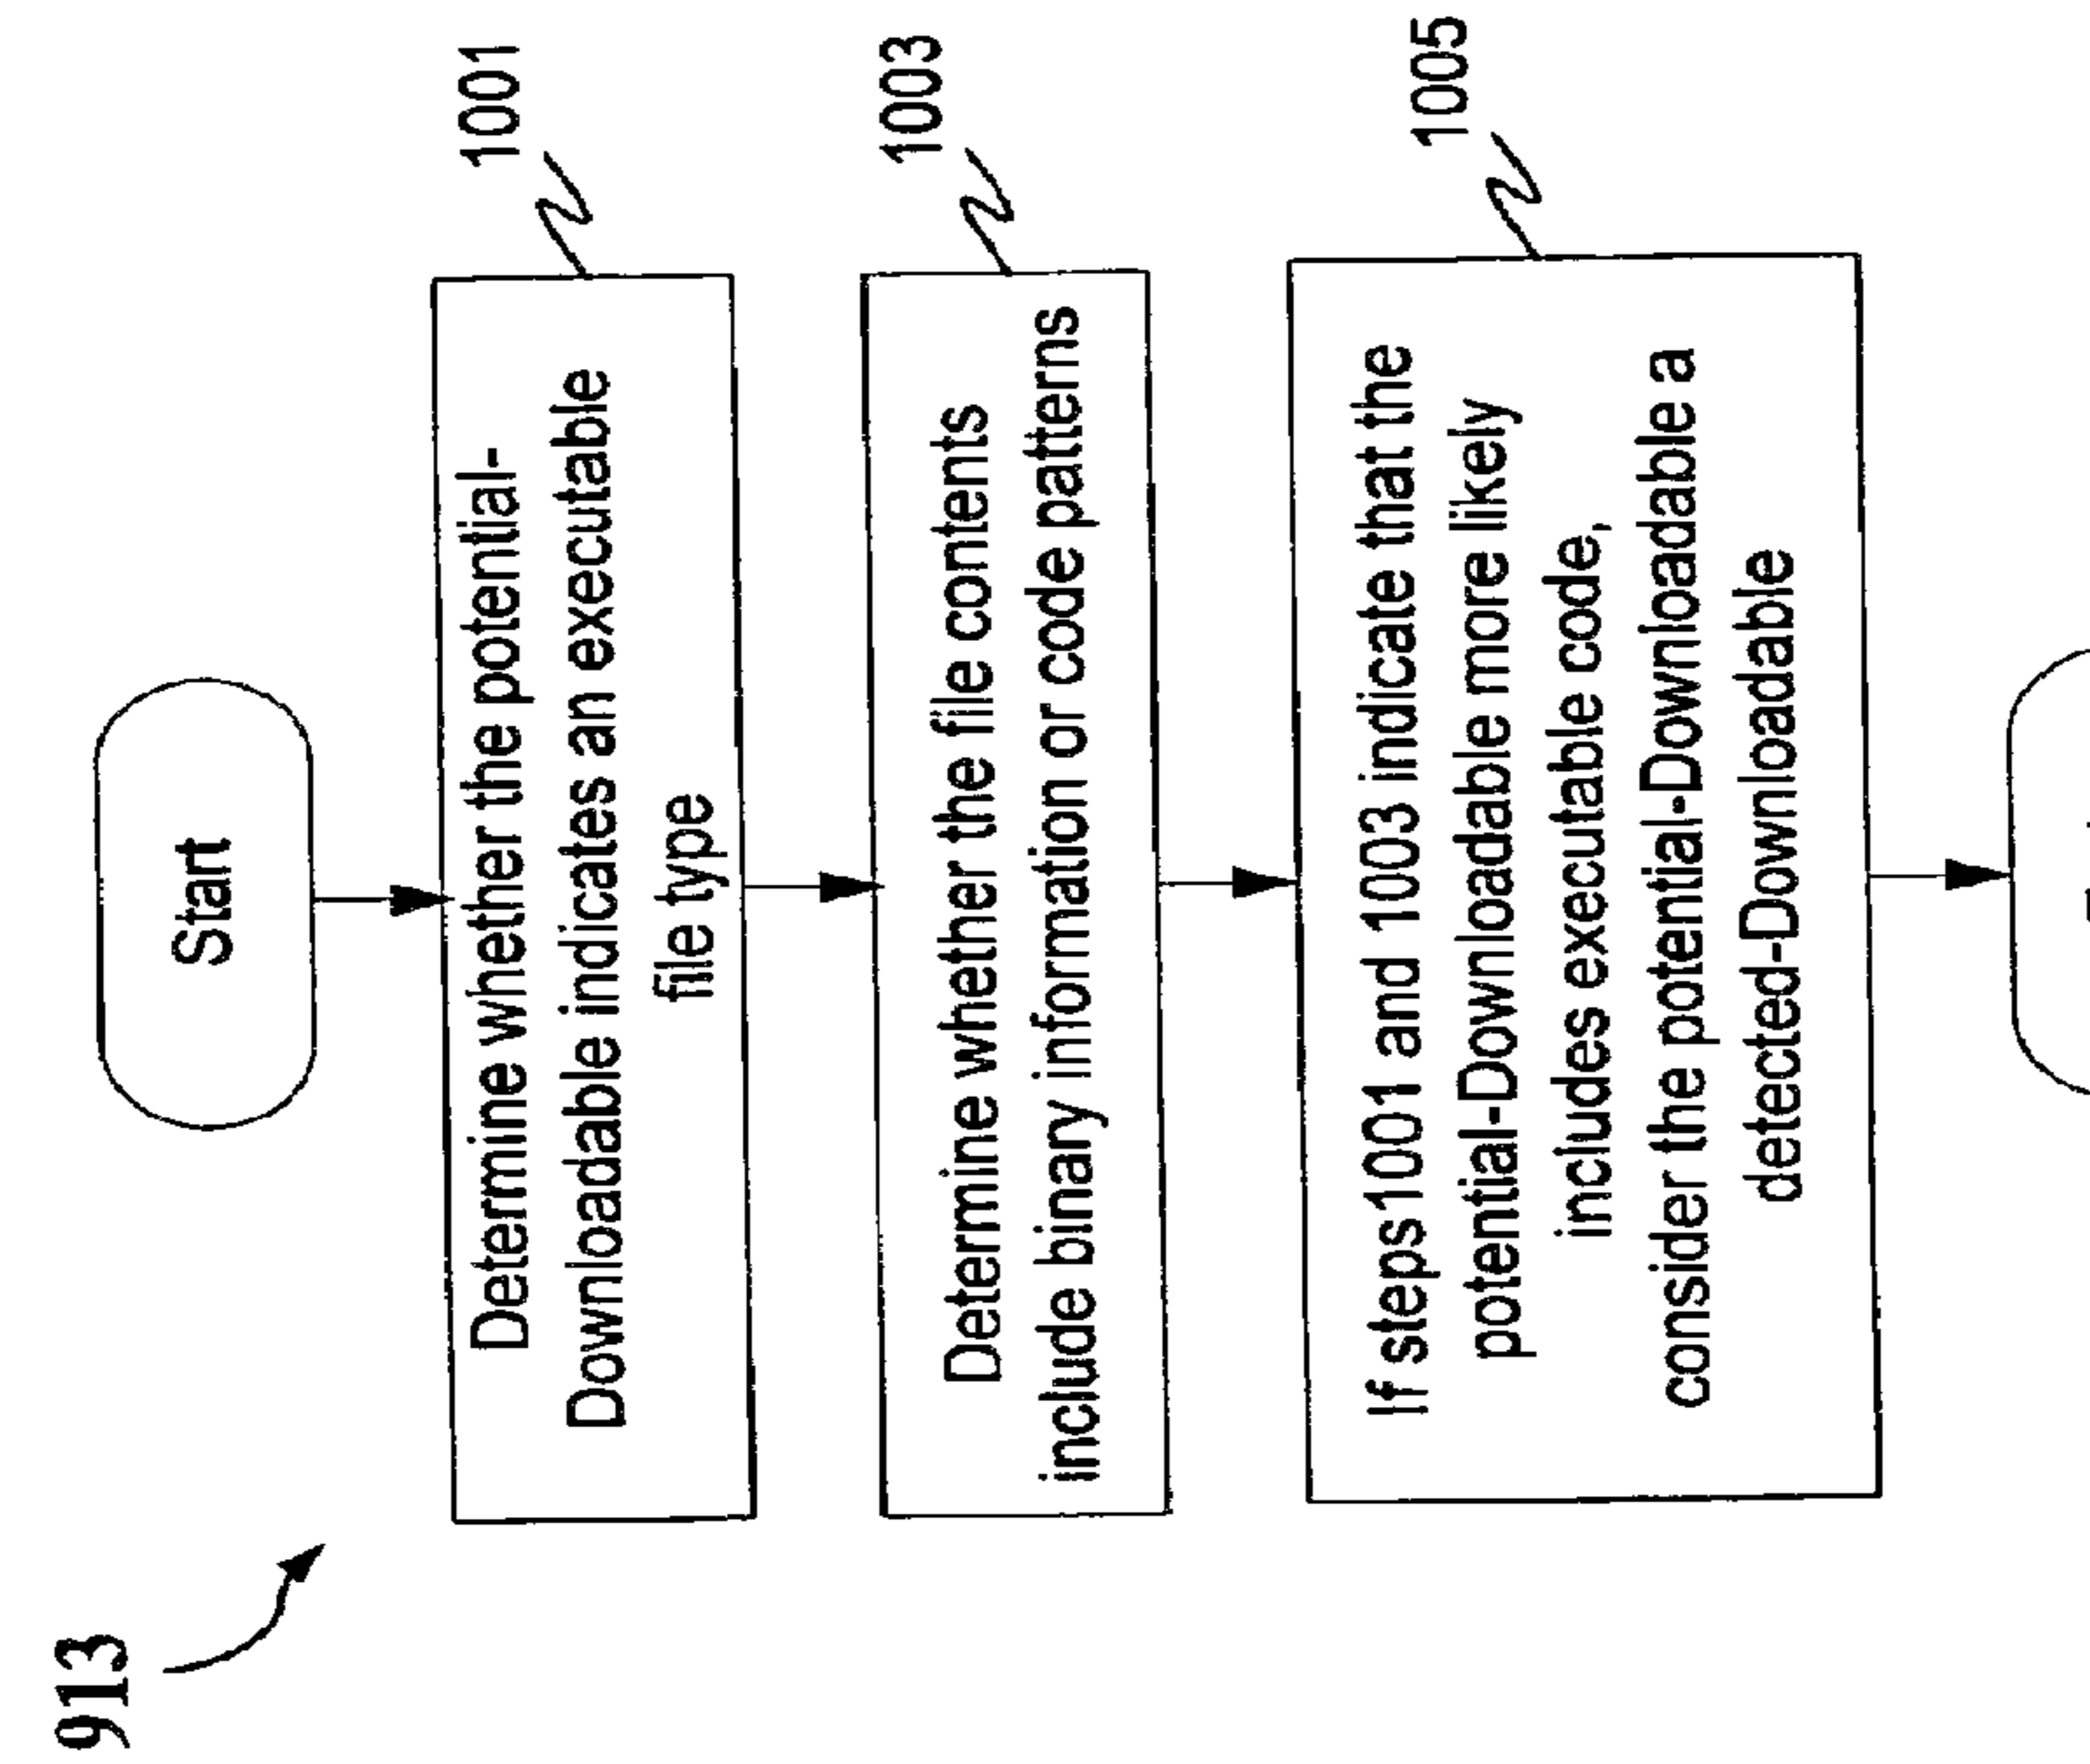 913
Start
1001
Determine whether the potential-
Downloadable indicates an executable
file type
1003
Determine whether the file contents
include binary information or code patterns
1005
If steps1001 and 1003 indicate that the
potential-Downloadable more likely
includes executable code,
consider the potential-Downloadable a
detected-Downloadable